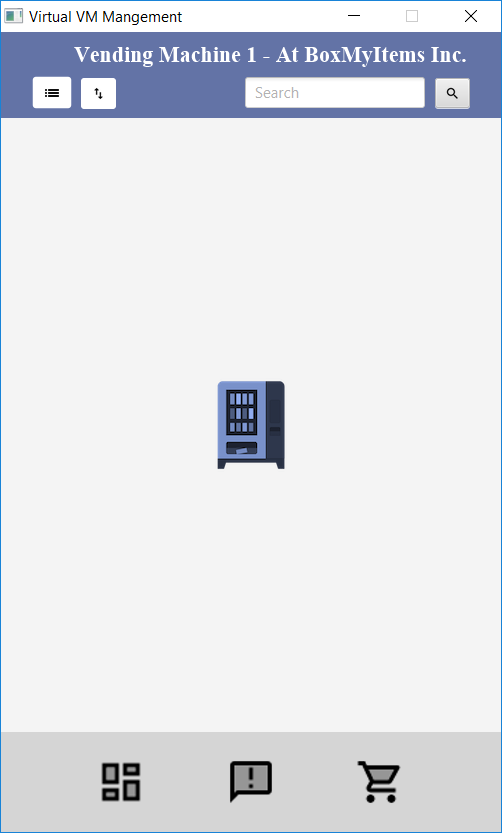 Virtual VM Mangement
Vending Machine 1 - At BoxMyItems Inc.
Search